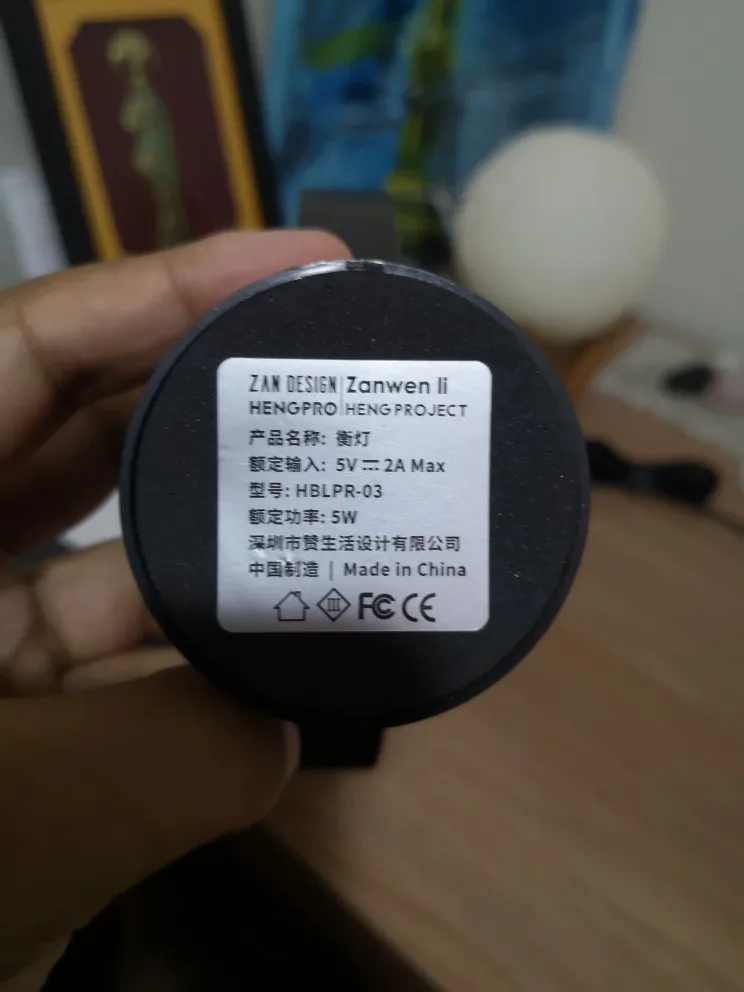 ZAN DESIGN | Zanwen li
HENGPRO | HENG PROJECT
产品名称: 衡灯
额定输入: 5V ⎓ 2A Max
型号: HBLPR-03
额定功率: 5W
深圳市赞生活设计有限公司
中国制造 | Made in China
III FC CE